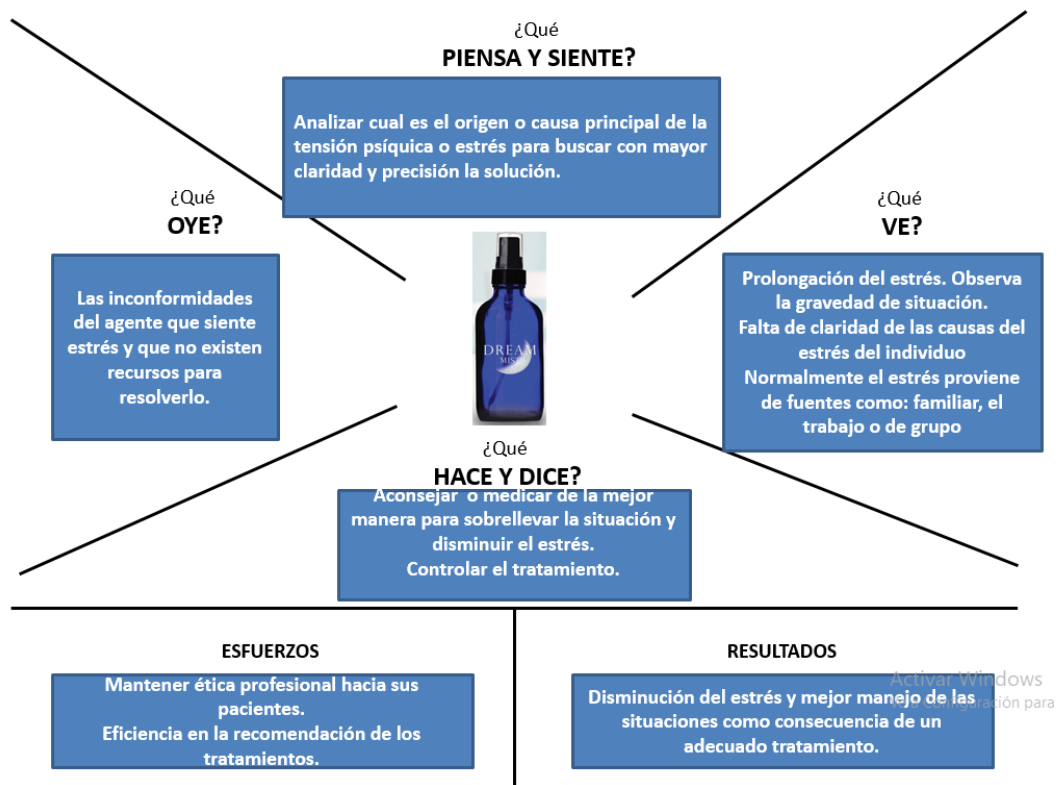 ¿Qué
PIENSA Y SIENTE?
Analizar cual es el origen o causa principal de la
tensión psíquica o estrés para buscar con mayor
claridad y precisión la solución.
¿Qué
OYE?
Las inconformidades
del agente que siente
estrés y que no existen
recursos para
resolverlo.
¿Qué
VE?
Prolongación del estrés. Observa
la gravedad de situación.
Falta de claridad de las causas del
estrés del individuo
Normalmente el estrés proviene
de fuentes como: familiar, el
trabajo o de grupo
DREAM
MIST
¿Qué
HACE Y DICE?
Aconsejar o medicar de la mejor
manera para sobrellevar la situación y
disminuir el estrés.
Controlar el tratamiento.
ESFUERZOS
Mantener ética profesional hacia sus
pacientes.
Eficiencia en la recomendación de los
tratamientos.
RESULTADOS
Disminución del estrés y mejor manejo de las
situaciones como consecuencia de un
adecuado tratamiento.
Activar Windows
Configuración para